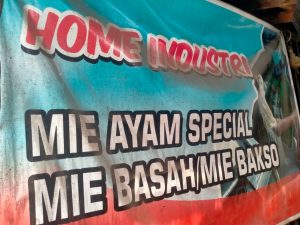 HOME INDUSTRI
MIE AYAM SPECIAL
MIE BASAH/MIE BAKSO